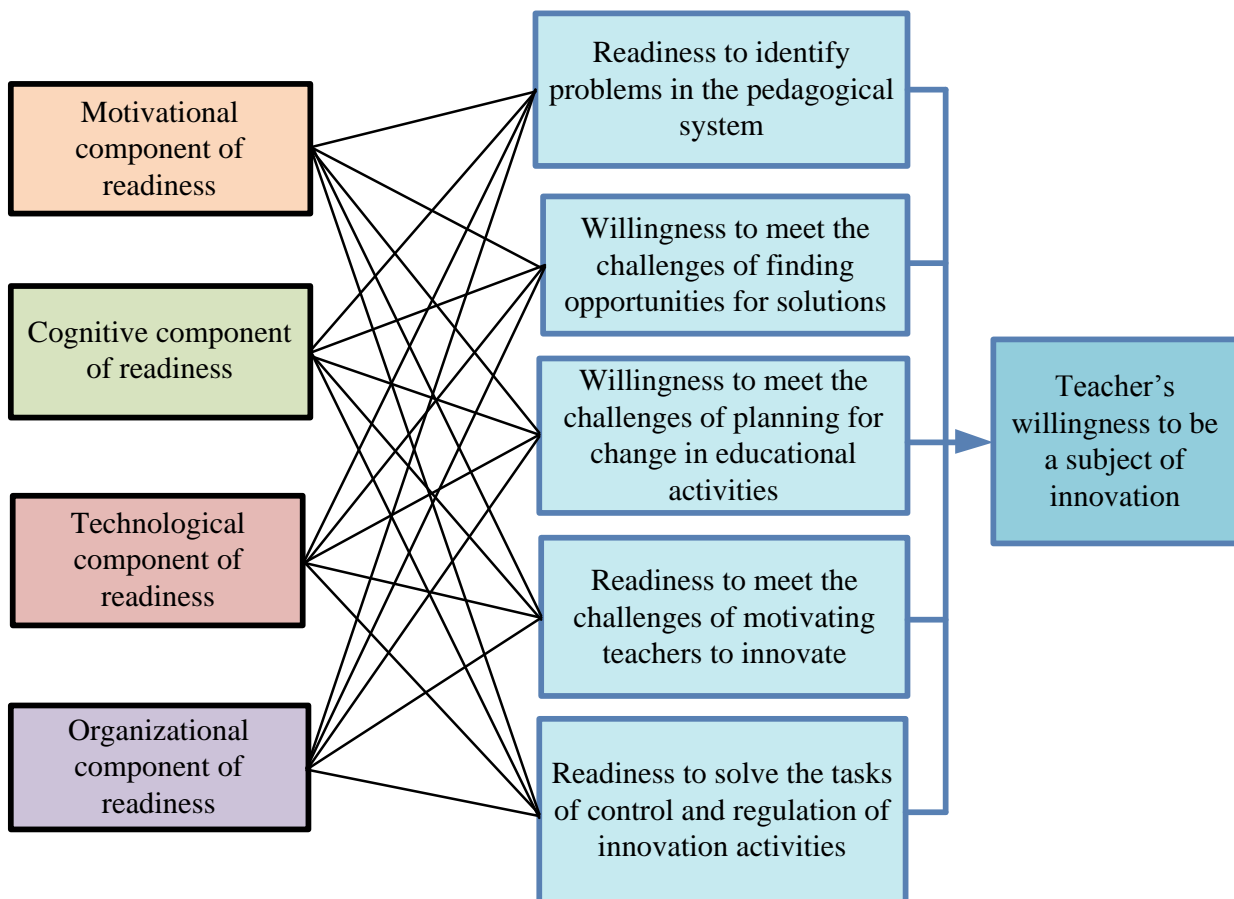 Motivational
component of
readiness
Cognitive component
of readiness
Technological
component of
readiness
Organizational
component of
readiness
Readiness to identify
problems in the pedagogical
system
Willingness to meet the
challenges of finding
opportunities for solutions
Willingness to meet the
challenges of planning for
change in educational
activities
Readiness to meet the
challenges of motivating
teachers to innovate
Readiness to solve the tasks
of control and regulation of
innovation activities
Teacher’s
willingness to be
a subject of
innovation